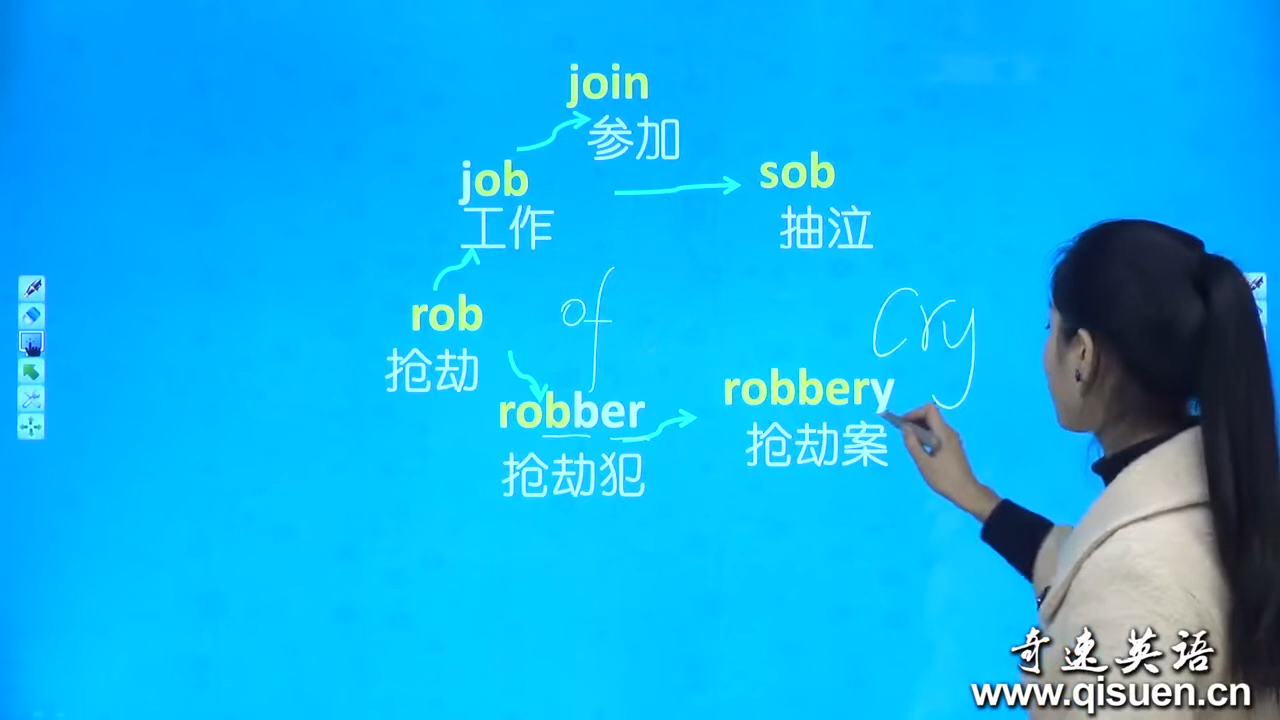 join
参加
job
工作
sob
抽泣
rob
抢劫
of
cry
robber
抢劫犯
robbery
抢劫案
奇速英语
www.qisuen.cn